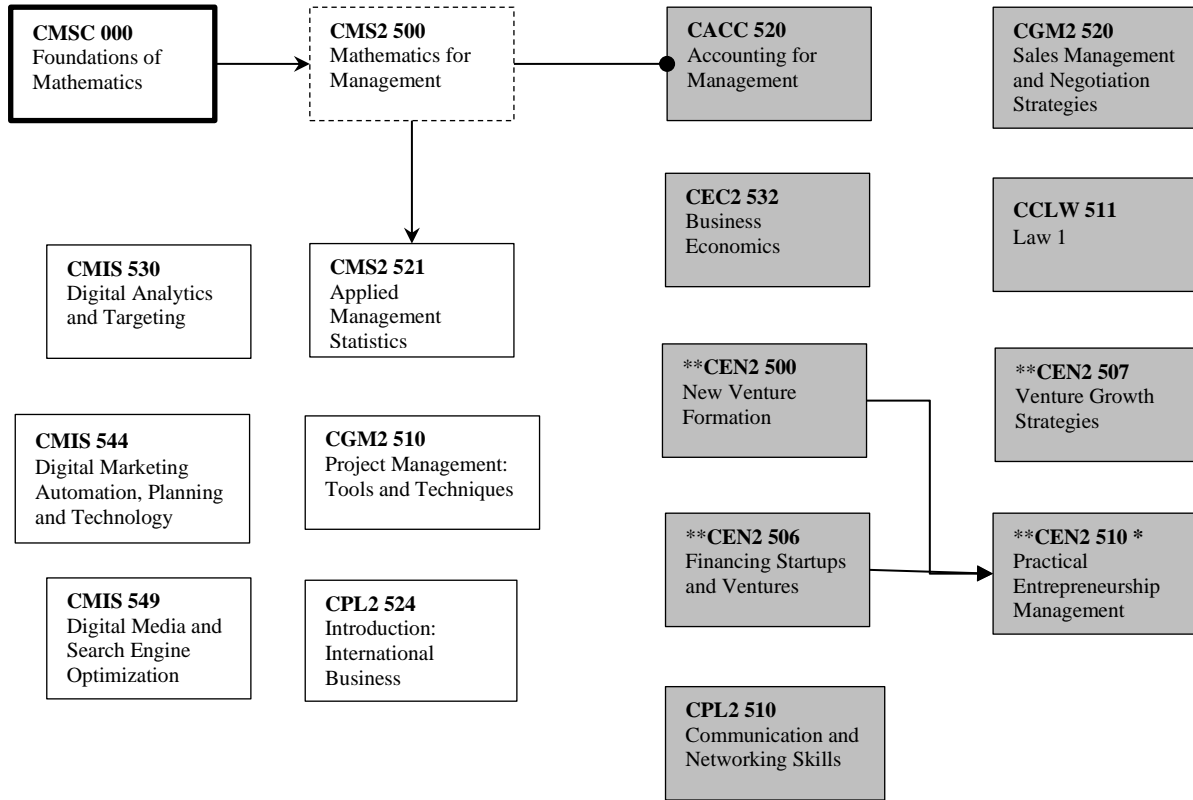 CMSC 000
Foundations of
Mathematics
CMS2 500
Mathematics for
Management
CACC 520
Accounting for
Management
CGM2 520
Sales Management
and Negotiation
Strategies
CEC2 532
Business
Economics
CCLW 511
Law 1
CMIS 530
Digital Analytics
and Targeting
CMS2 521
Applied
Management
Statistics
**CEN2 500
New Venture
Formation
**CEN2 507
Venture Growth
Strategies
CMIS 544
Digital Marketing
Automation, Planning
and Technology
CGM2 510
Project Management:
Tools and Techniques
**CEN2 506
Financing Startups
and Ventures
**CEN2 510 *
Practical
Entrepreneurship
Management
CMIS 549
Digital Media and
Search Engine
Optimization
CPL2 524
Introduction:
International
Business
CPL2 510
Communication and
Networking Skills